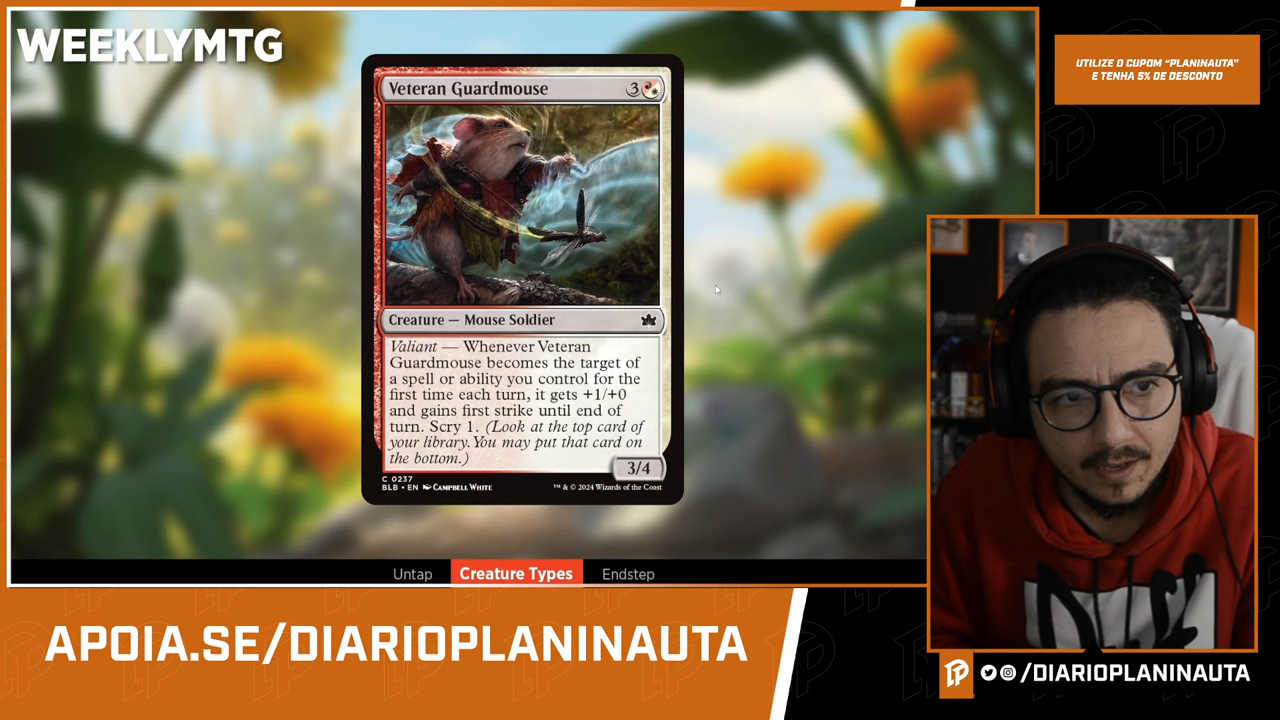 WEEKLYMTG
UTILIZE O CUPOM “PLANINAUTA”
E TENHA 5% DE DESCONTO
Veteran Guardmouse 3
Creature — Mouse Soldier
Valiant — Whenever Veteran
Guardmouse becomes the target of
a spell or ability you control for the
first time each turn, it gets +1/+0
and gains first strike until end of
turn. Scry 1. (Look at the top card of
your library.You may put that card on
the bottom.)
3/4
C 0237
BLB • EN CAMPBELL WHITE
™ & © 2024 Wizards of the Coast
Untap Creature Types Endstep
APOIA.SE/DIARIOPLANINAUTA
/DIARIOPLANINAUTA